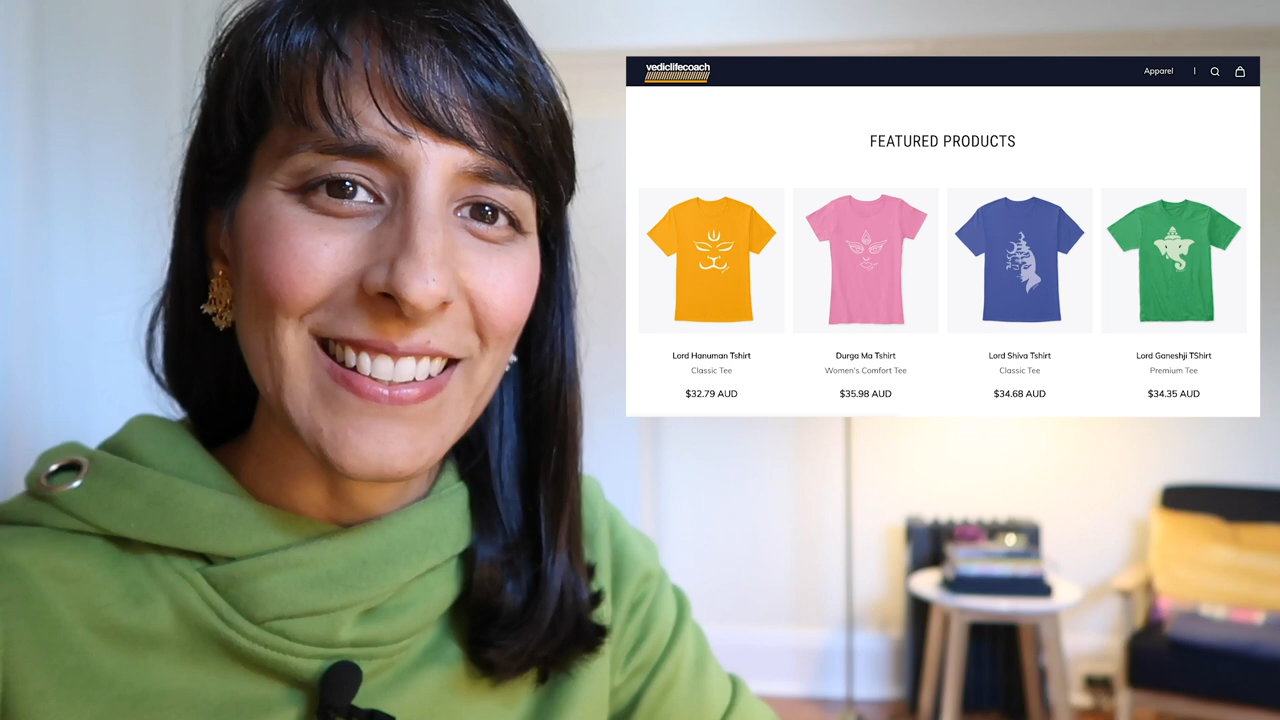 vediclifecoach
Apparel
FEATURED PRODUCTS
Lord Hanuman Tshirt
Classic Tee
$32.79 AUD
Durga Ma Tshirt
Women's Comfort Tee
$35.98 AUD
Lord Shiva Tshirt
Classic Tee
$34.68 AUD
Lord Ganeshji TShirt
Premium Tee
$34.35 AUD